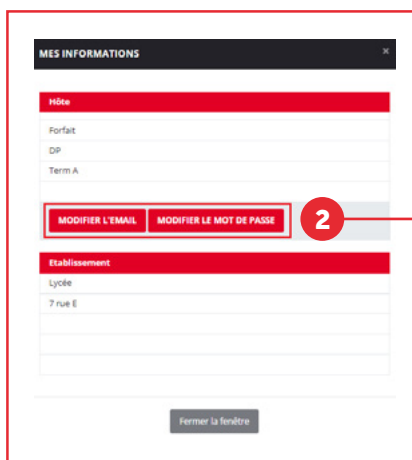 MES INFORMATIONS ×
Hôte
Forfait
DP
Term A
MODIFIER L'EMAIL MODIFIER LE MOT DE PASSE 2
Etablissement
Lycée
7 rue E
Fermer la fenêtre